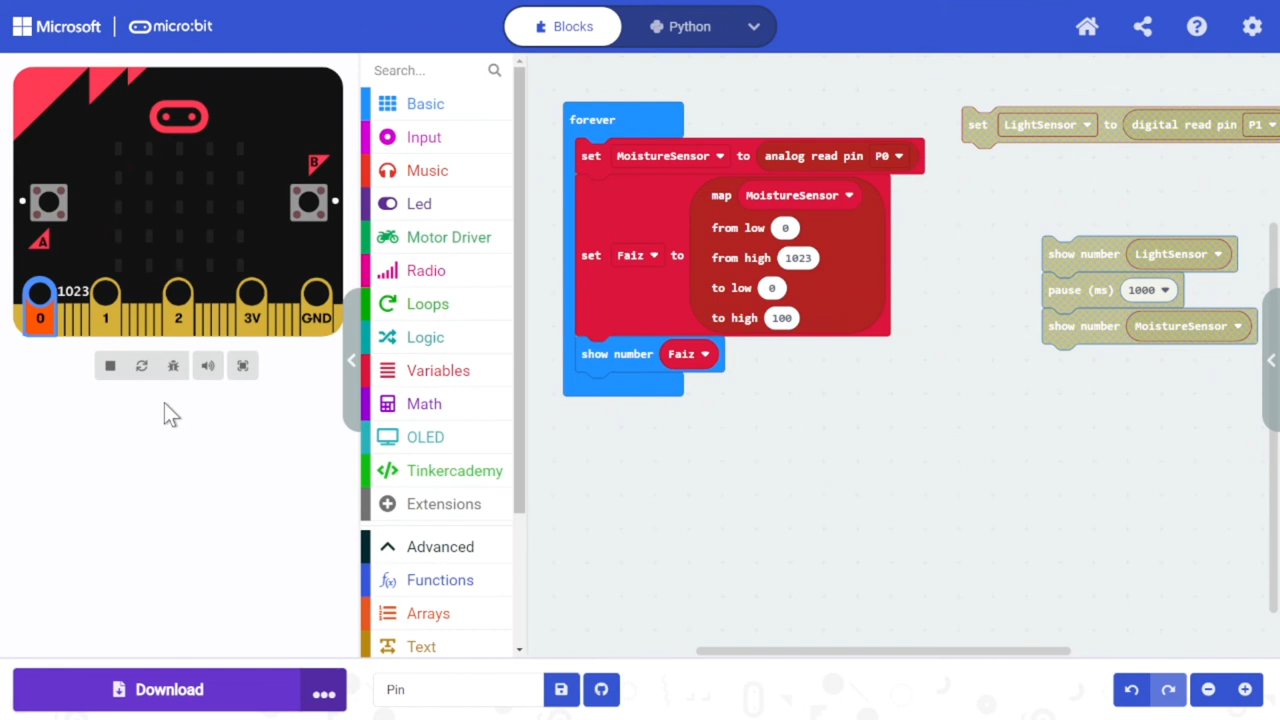 Microsoft micro:bit
Blocks
Python
B
A
1023
0
1
2
3V
GND
Search...
Basic
Input
Music
Led
Motor Driver
Radio
Loops
Logic
Variables
Math
OLED
Tinkercademy
Extensions
Advanced
Functions
Arrays
Text
forever
set MoistureSensor to analog read pin P0
set Faiz to
map MoistureSensor
from low 0
from high 1023
to low 0
to high 100
show number Faiz
set LightSensor to digital read pin P1
show number LightSensor
pause (ms) 1000
show number MoistureSensor
Download
Pin